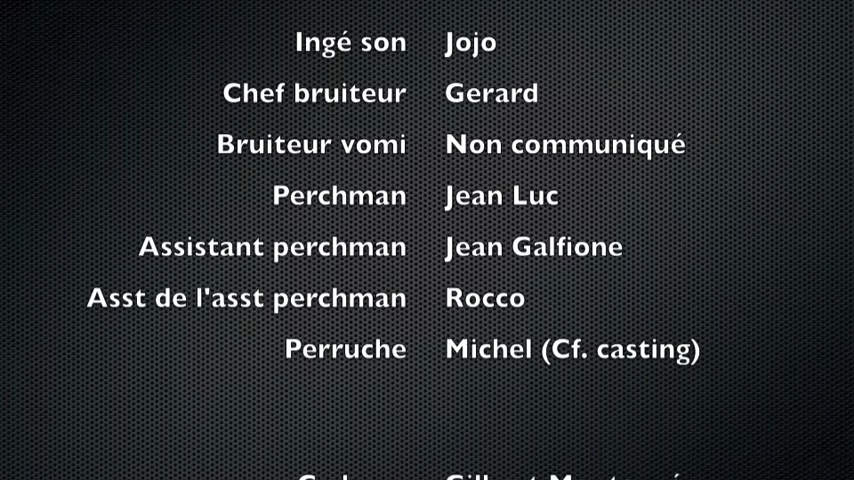 Ingé son Jojo
Chef bruiteur Gerard
Bruiteur vomi Non communiqué
Perchman Jean Luc
Assistant perchman Jean Galfione
Asst de l'asst perchman Rocco
Perruche Michel (Cf. casting)